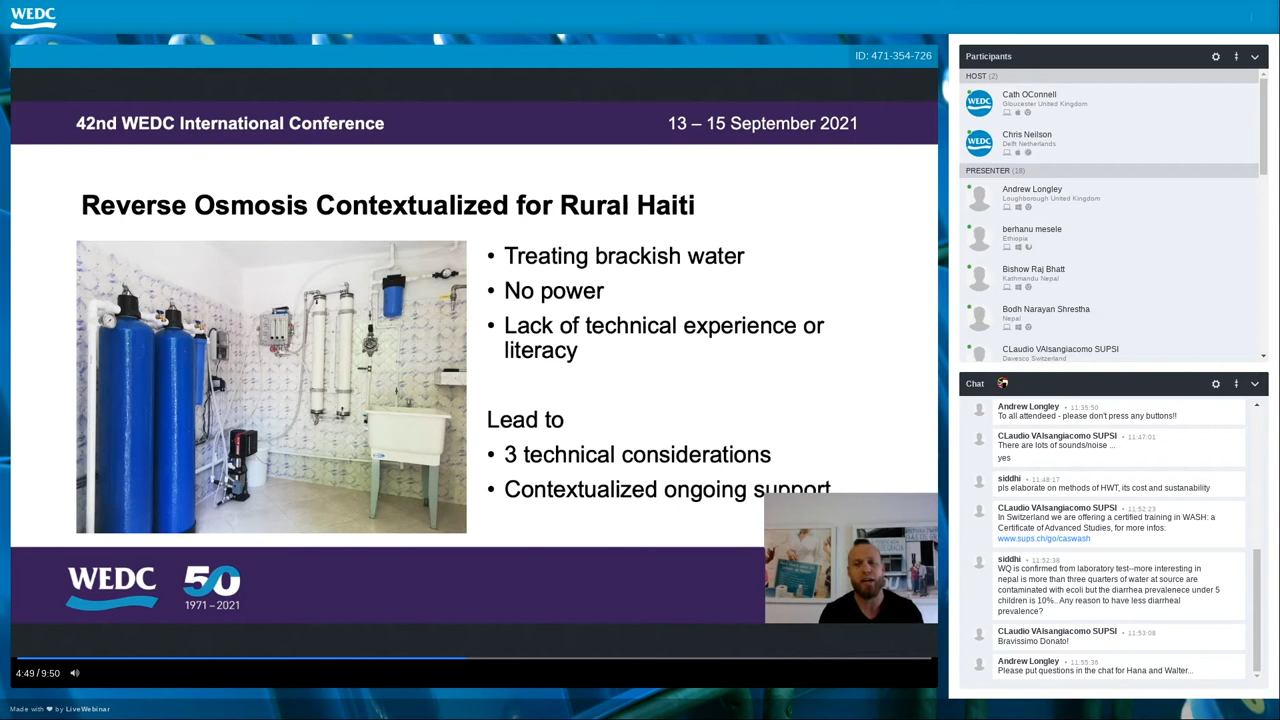 WEDC
ID: 471-354-726
42nd WEDC International Conference
13 – 15 September 2021
Reverse Osmosis Contextualized for Rural Haiti
• Treating brackish water
• No power
• Lack of technical experience or
literacy
Lead to
• 3 technical considerations
• Contextualized ongoing support
WEDC
50
1971 – 2021
4:49 / 9:50
Made with ❤ by LiveWebinar
Participants
HOST (2)
WEDC
Cath OConnell
Gloucester United Kingdom
WEDC
Chris Neilson
Delft Netherlands
PRESENTER (18)
Andrew Longley
Loughborough United Kingdom
berhanu mesele
Ethiopia
Bishow Raj Bhatt
Kathmandu Nepal
Bodh Narayan Shrestha
Nepal
CLaudio VAlsangiacomo SUPSI
Davesco Switzerland
Chat
Andrew Longley • 11:35:50
To all attendeed - please don't press any buttons!!
CLaudio VAlsangiacomo SUPSI • 11:47:01
There are lots of sounds/noise ...
yes
siddhi • 11:48:17
pls elaborate on methods of HWT, its cost and sustanability
CLaudio VAlsangiacomo SUPSI • 11:52:23
In Switzerland we are offering a certified training in WASH: a
Certificate of Advanced Studies, for more infos:
www.sups.ch/go/caswash
siddhi • 11:52:38
WQ is confirmed from laboratory test--more interesting in
nepal is more than three quarters of water at source are
contaminated with ecoli but the diarrhea prevalenece under 5
children is 10%.. Any reason to have less diarrheal
prevalence?
CLaudio VAlsangiacomo SUPSI • 11:53:08
Bravissimo Donato!
Andrew Longley • 11:55:36
Please put questions in the chat for Hana and Walter...